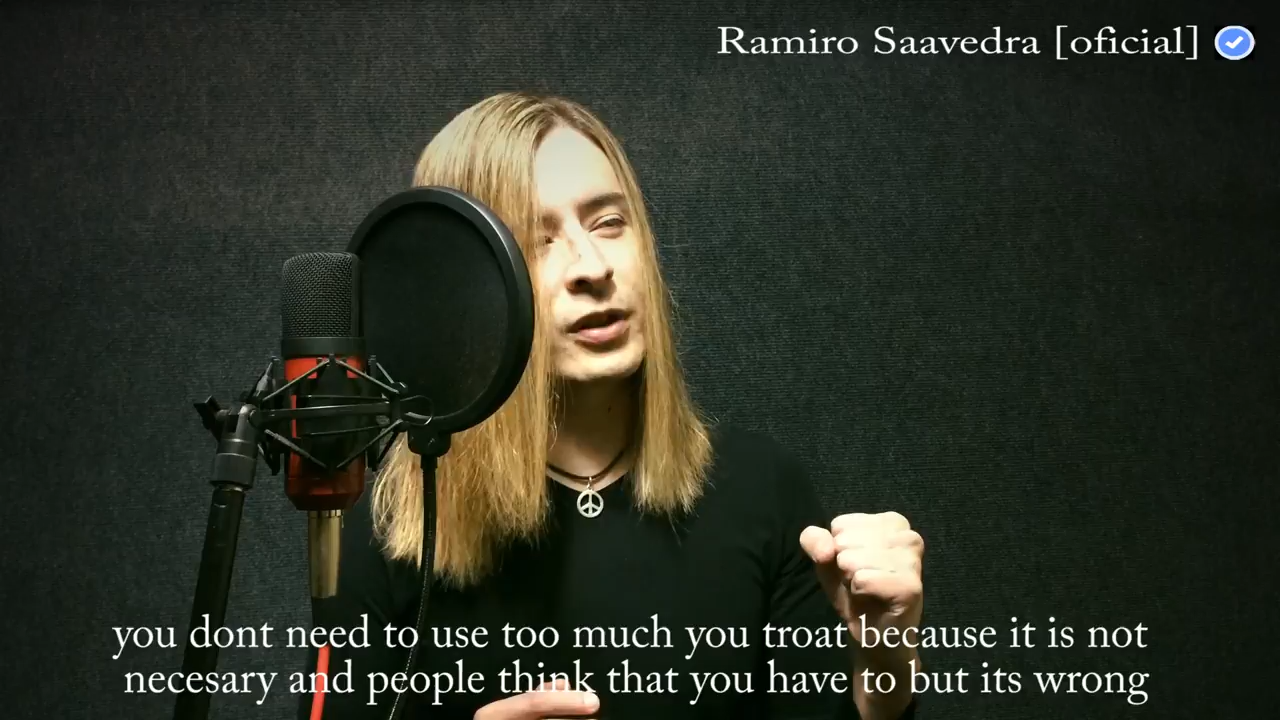 Ramiro Saavedra [oficial]
you dont need to use too much you troat because it is not
necesary and people think that you have to but its wrong